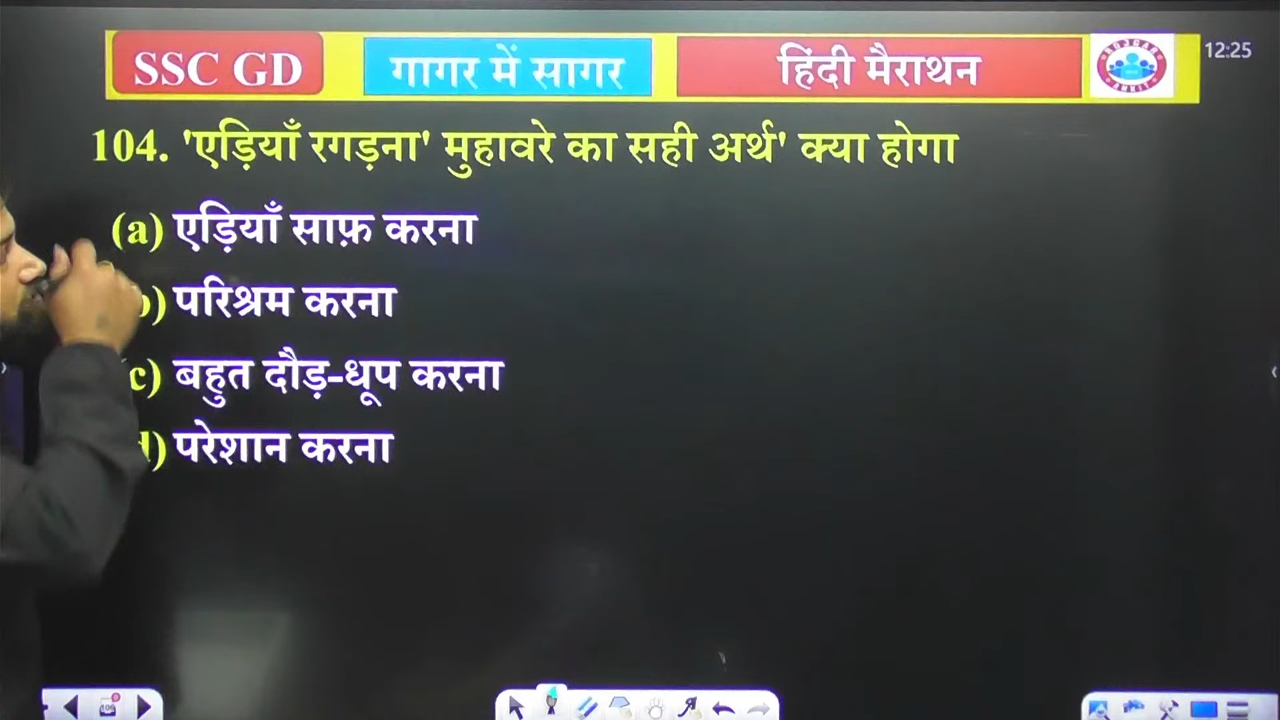 SSC GD
गागर में सागर
हिंदी मैराथन
12:25
104. 'एड़ियाँ रगड़ना' मुहावरे का सही अर्थ' क्या होगा
(a) एड़ियाँ साफ़ करना
) परिश्रम करना
c) बहुत दौड़-धूप करना
) परेशान करना